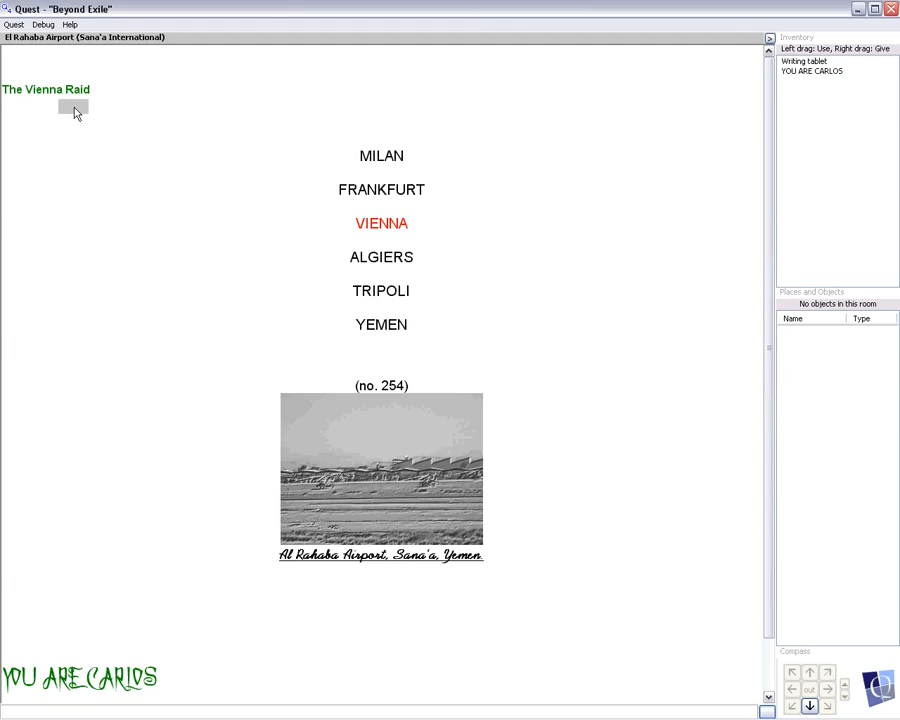 Quest - "Beyond Exile"
Quest Debug Help
El Rahaba Airport (Sana'a International)
>
Inventory
Left drag: Use, Right drag: Give
Writing tablet
YOU ARE CARLOS
The Vienna Raid
MILAN
FRANKFURT
VIENNA
ALGIERS
TRIPOLI
YEMEN
(no. 254)
Al Rahaba Airport, Sana'a, Yemen.
YOU ARE CARLOS
Places and Objects
No objects in this room
Name Type
Compass
out